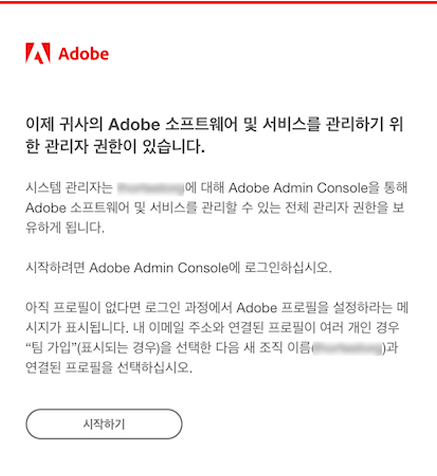 Adobe
이제 귀사의 Adobe 소프트웨어 및 서비스를 관리하기 위
한 관리자 권한이 있습니다.
시스템 관리자는 에 대해 Adobe Admin Console을 통해
Adobe 소프트웨어 및 서비스를 관리할 수 있는 전체 관리자 권한을 보
유하게 됩니다.
시작하려면 Adobe Admin Console에 로그인하십시오.
아직 프로필이 없다면 로그인 과정에서 Adobe 프로필을 설정하라는 메
시지가 표시됩니다. 내 이메일 주소와 연결된 프로필이 여러 개인 경우
“팀 가입”(표시되는 경우)을 선택한 다음 새 조직 이름()과
연결된 프로필을 선택하십시오.
시작하기